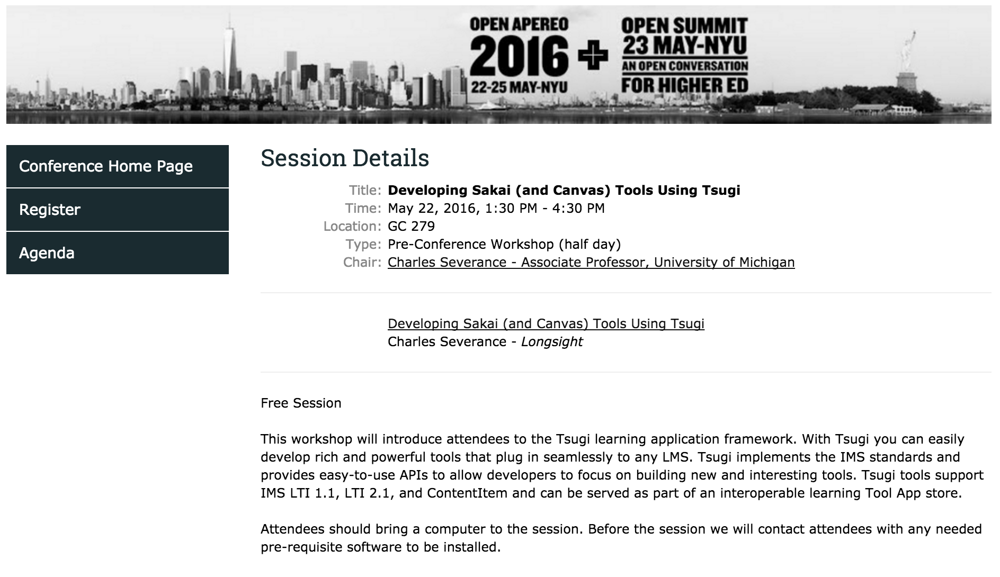 OPEN APEREO
2016
22-25 MAY-NYU
+
OPEN SUMMIT
23 MAY-NYU
AN OPEN CONVERSATION
FOR HIGHER ED
Conference Home Page
Register
Agenda
Session Details
Title: Developing Sakai (and Canvas) Tools Using Tsugi
Time: May 22, 2016, 1:30 PM - 4:30 PM
Location: GC 279
Type: Pre-Conference Workshop (half day)
Chair: Charles Severance - Associate Professor, University of Michigan
Developing Sakai (and Canvas) Tools Using Tsugi
Charles Severance - Longsight
Free Session
This workshop will introduce attendees to the Tsugi learning application framework. With Tsugi you can easily
develop rich and powerful tools that plug in seamlessly to any LMS. Tsugi implements the IMS standards and
provides easy-to-use APIs to allow developers to focus on building new and interesting tools. Tsugi tools support
IMS LTI 1.1, LTI 2.1, and ContentItem and can be served as part of an interoperable learning Tool App store.
Attendees should bring a computer to the session. Before the session we will contact attendees with any needed
pre-requisite software to be installed.